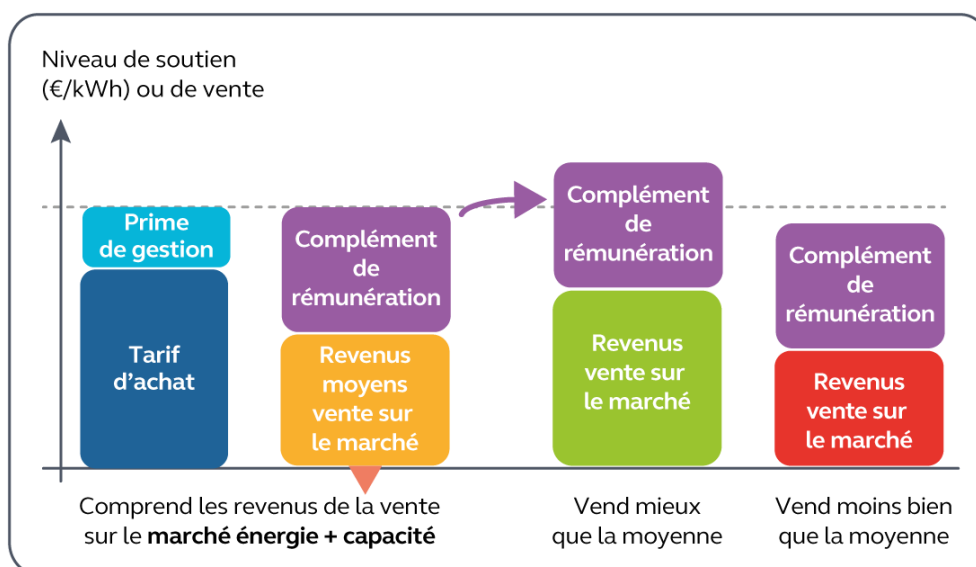 Niveau de soutien
(€/kWh) ou de vente
Prime
de gestion
Tarif
d’achat
Complément
de
rémunération
Revenus
moyens
vente sur
le marché
Complément
de
rémunération
Revenus
vente sur
le marché
Complément
de
rémunération
Revenus
vente sur
le marché
Comprend les revenus de la vente
sur le marché énergie + capacité
Vend mieux
que la moyenne
Vend moins bien
que la moyenne